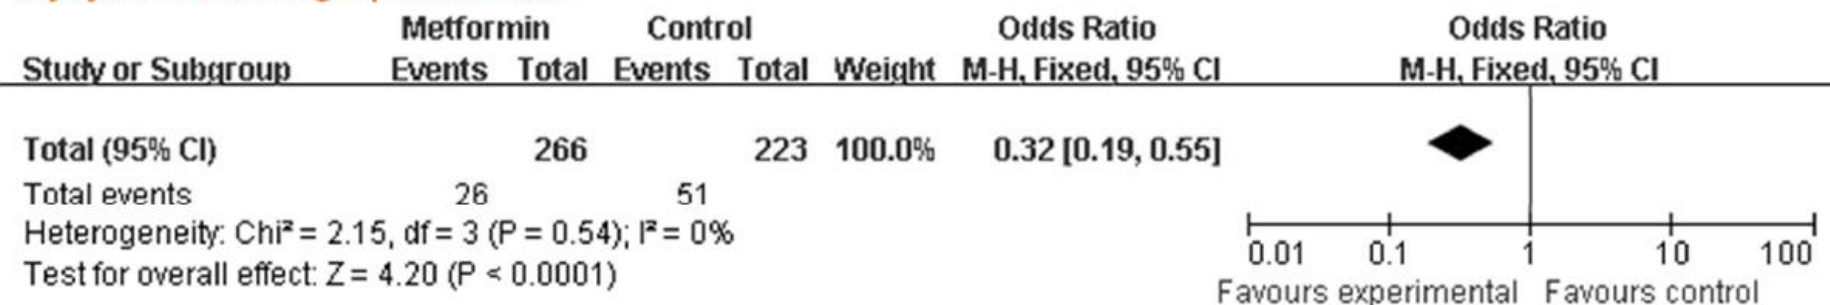 Metformin Control Odds Ratio Odds Ratio
Study or Subgroup Events Total Events Total Weight M-H, Fixed, 95% CI M-H, Fixed, 95% CI
Total (95% CI) 266 223 100.0% 0.32 [0.19, 0.55]
Total events 26 51
Heterogeneity: Chi² = 2.15, df = 3 (P = 0.54); I² = 0%
Test for overall effect: Z = 4.20 (P < 0.0001)
0.01 0.1 1 10 100
Favours experimental Favours control